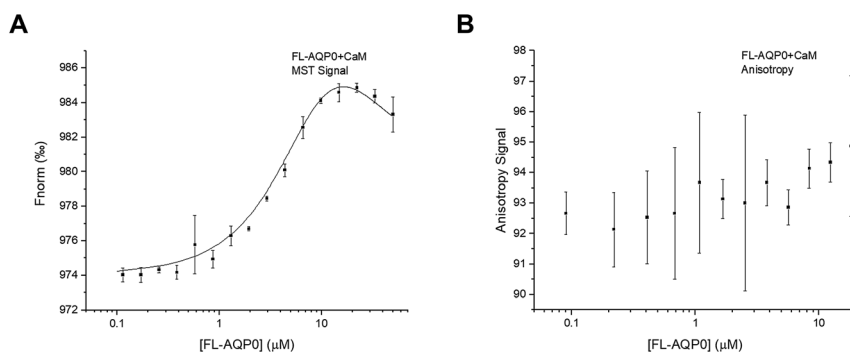 A
FL-AQP0+CaM
MST Signal
986
984
982
980
978
976
974
972
Fnorm (‰)
0.1
1
10
[FL-AQP0] (μM)
B
FL-AQP0+CaM
Anisotropy
98
97
96
95
94
93
92
91
90
Anisotropy Signal
0.1
1
10
[FL-AQP0] (μM)